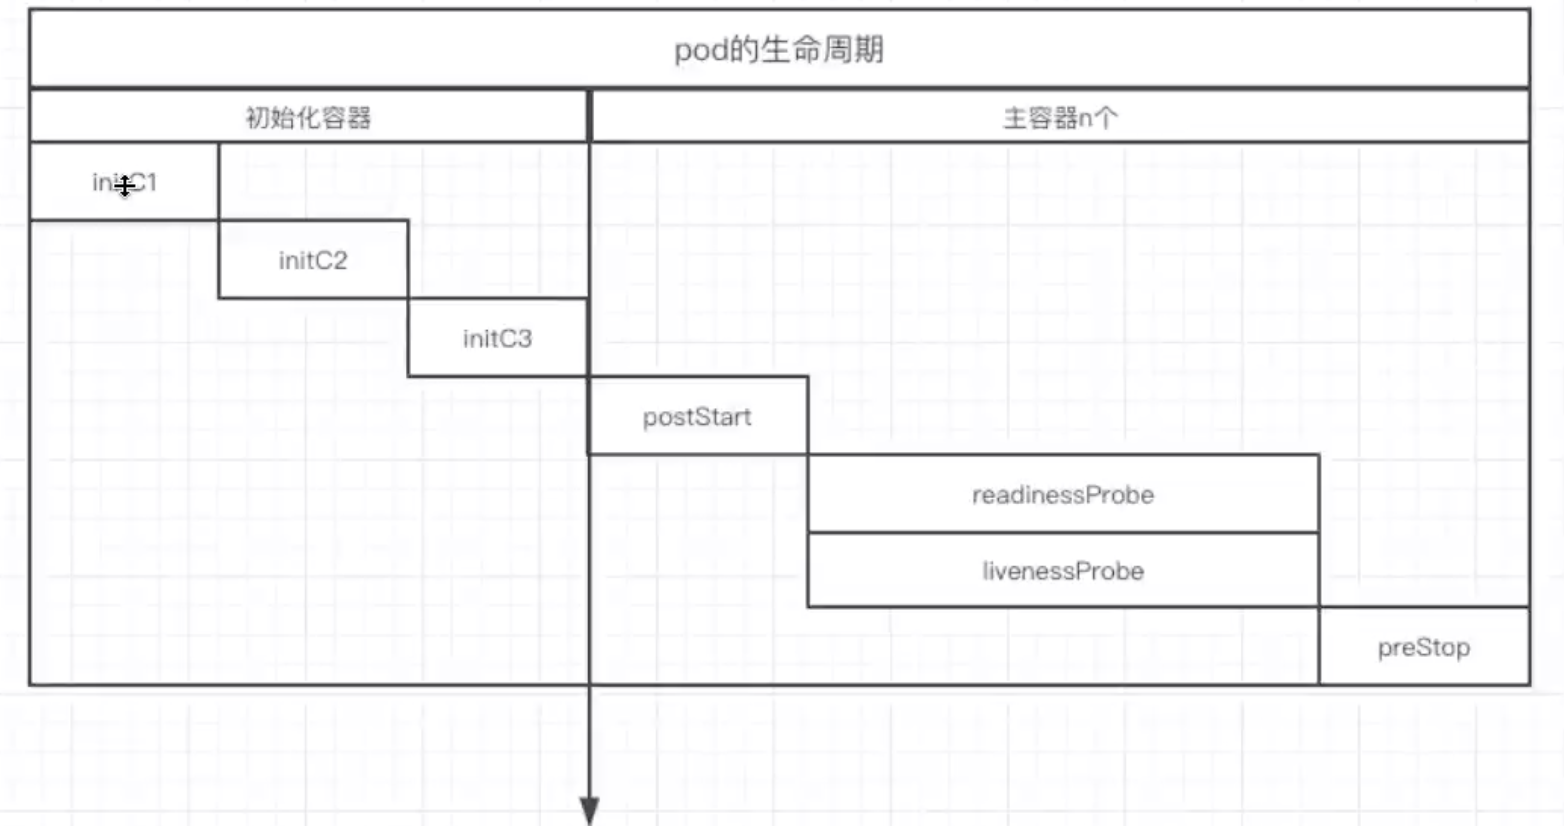 pod的生命周期
初始化容器
主容器n个
initC1
initC2
initC3
postStart
readinessProbe
livenessProbe
preStop